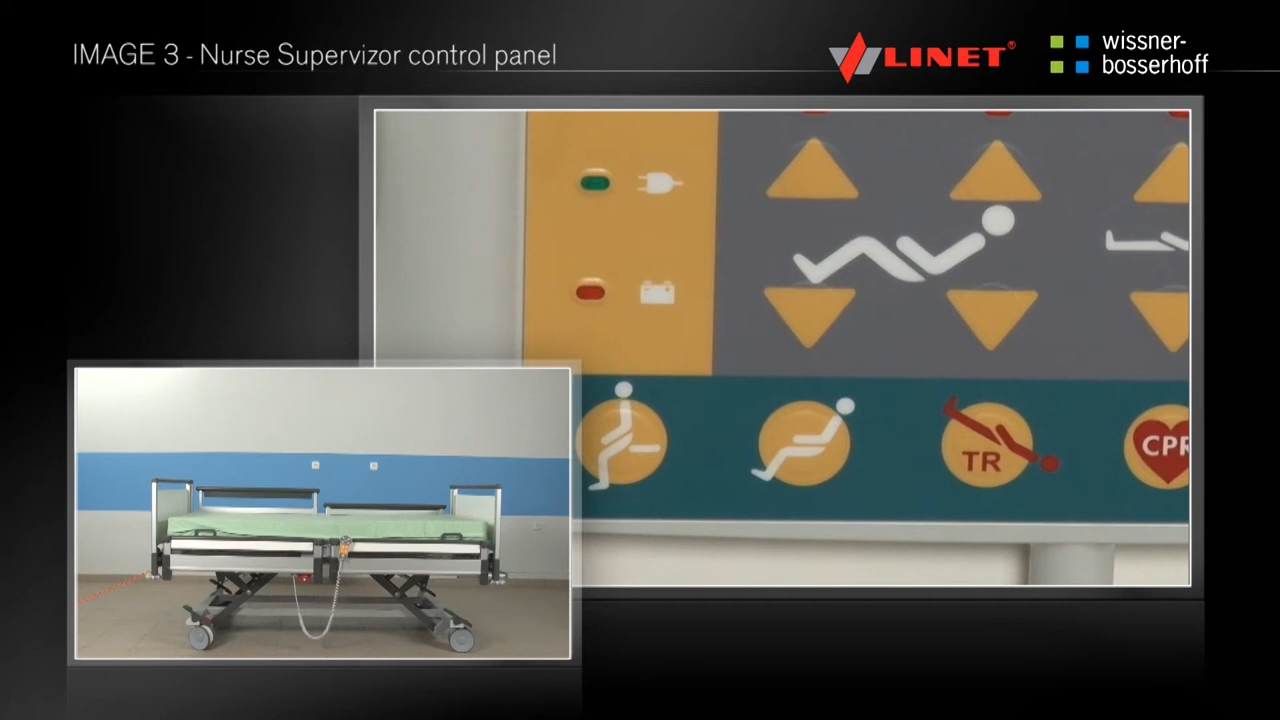 IMAGE 3 - Nurse Supervizor control panel
LINET®
wissner-
bosserhoff
TR
CPR